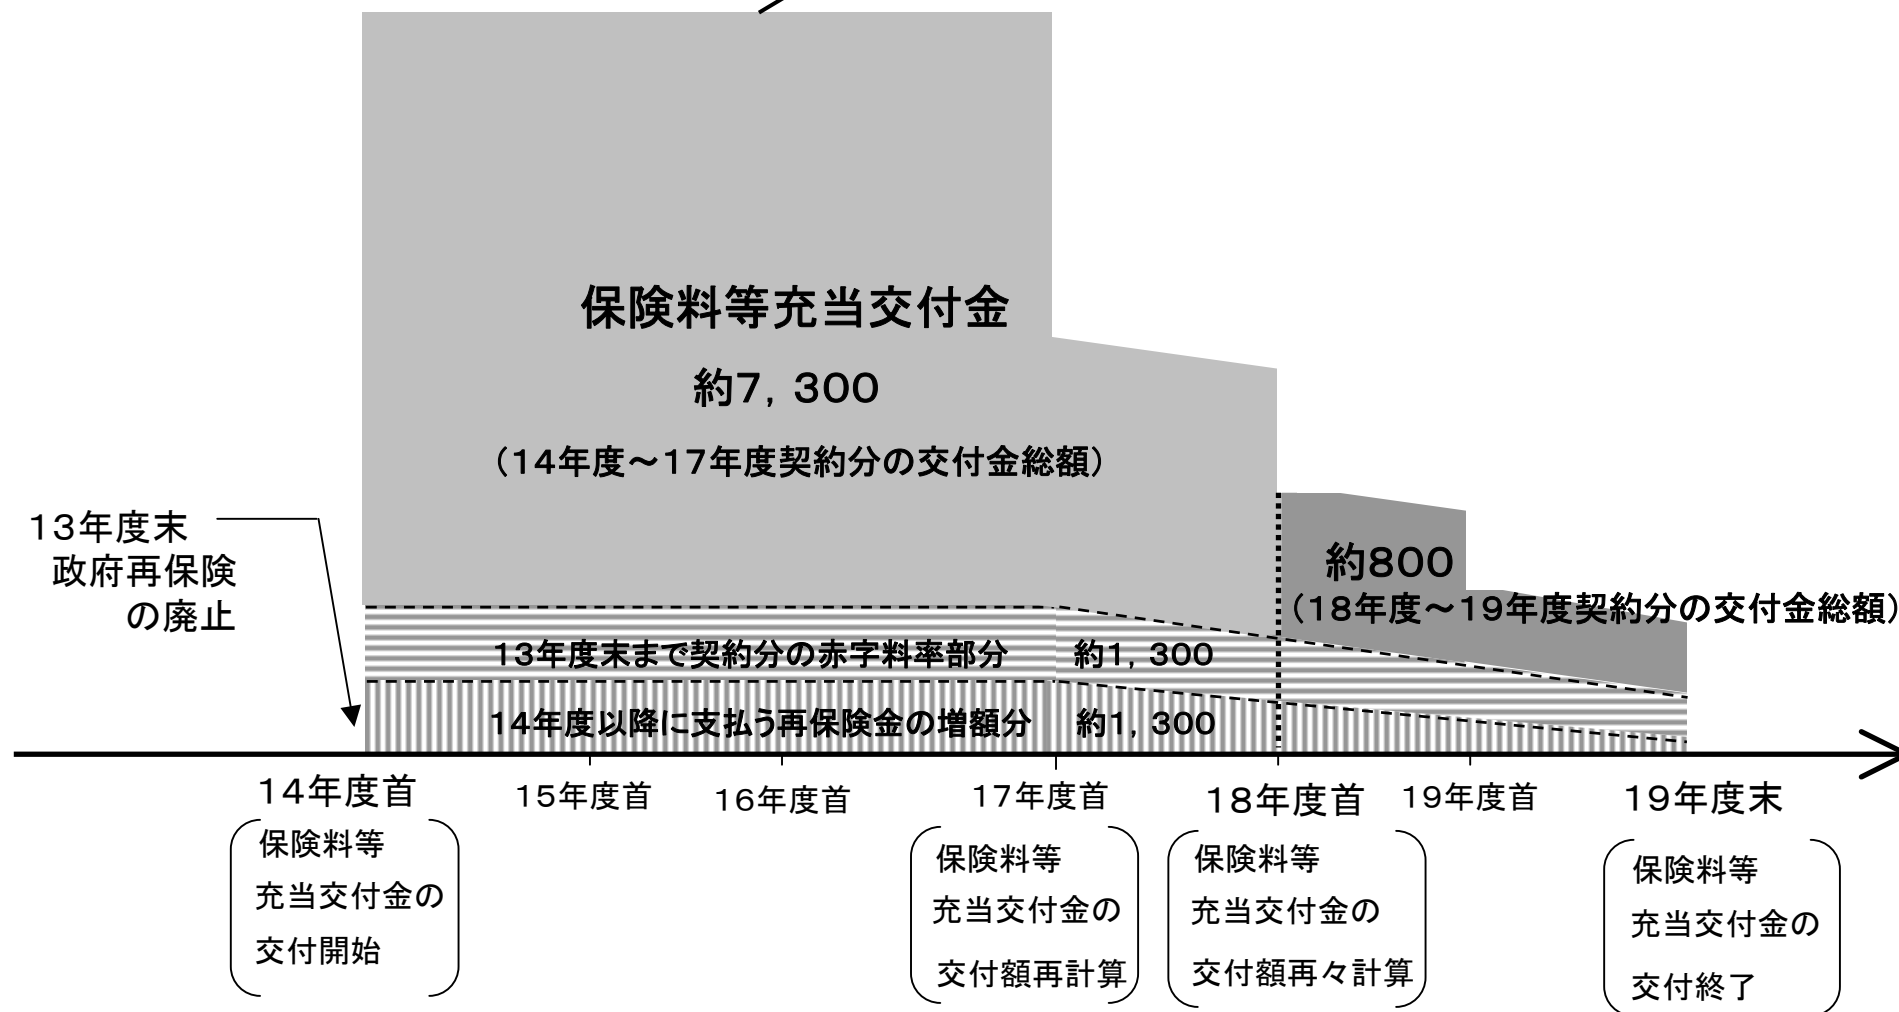 保険料等充当交付金
約7，300
（14年度～17年度契約分の交付金総額）
13年度末
政府再保険
の廃止
約800
（18年度～19年度契約分の交付金総額）
13年度末まで契約分の赤字料率部分　約1，300
14年度以降に支払う再保険金の増額分　約1，300
14年度首
15年度首
16年度首
17年度首
18年度首
19年度首
19年度末
保険料等
充当交付金の
交付開始
保険料等
充当交付金の
交付額再計算
保険料等
充当交付金の
交付額再々計算
保険料等
充当交付金の
交付終了